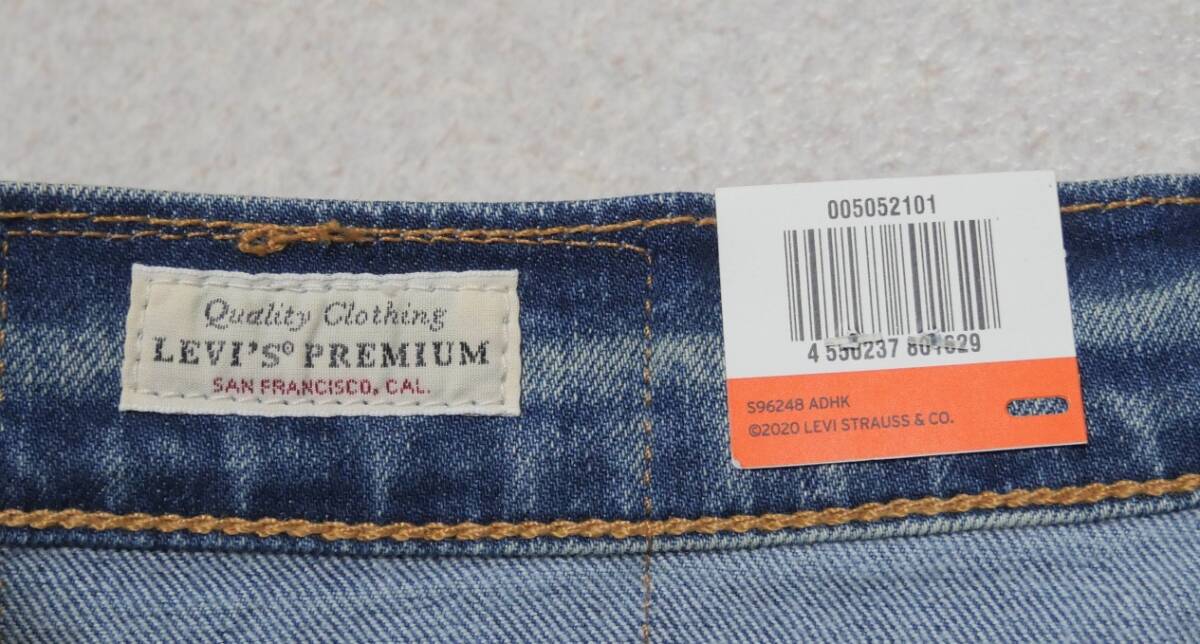 Quality Clothing
LEVI'S® PREMIUM
SAN FRANCISCO, CAL.
005052101
S96248 ADHK
©2020 LEVI STRAUSS & CO.